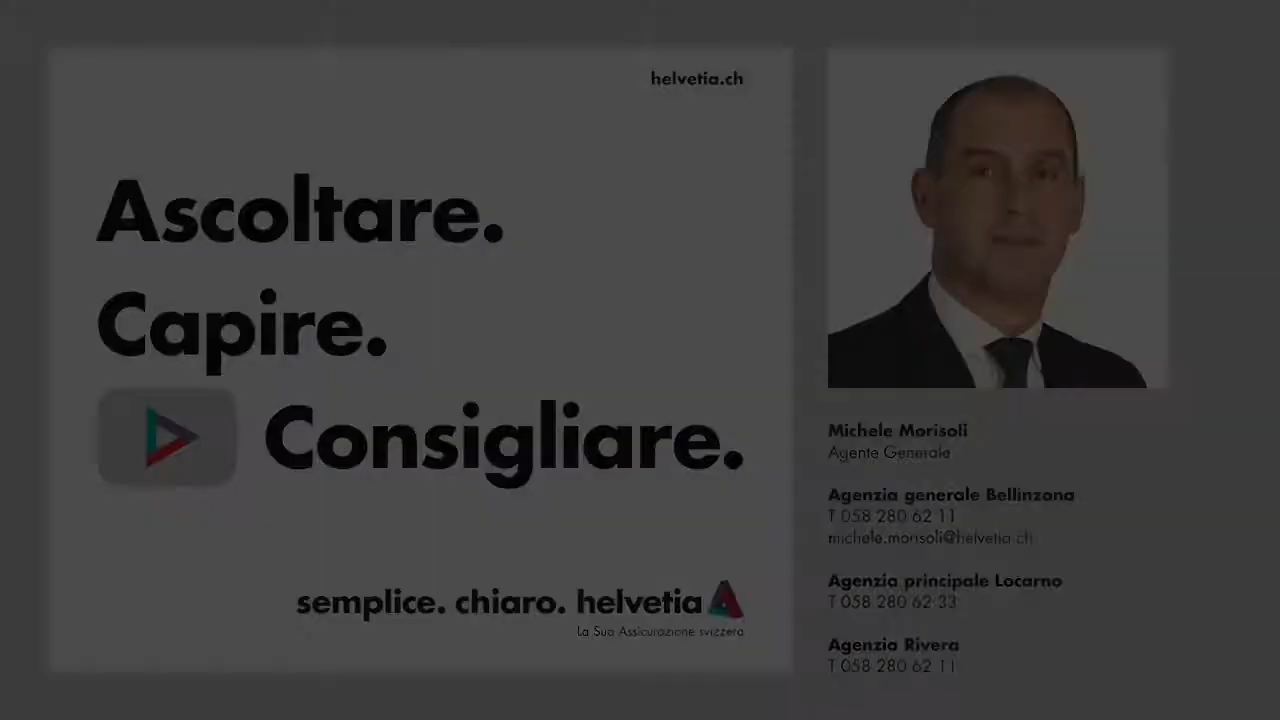 helvetia.ch
Ascoltare.
Capire.
Consigliare.
semplice. chiaro. helvetia
La Sua Assicurazione svizzera
Michele Morisoli
Agente Generale
Agenzia generale Bellinzona
T 058 280 62 11
michele.morisoli@helvetia.ch
Agenzia principale Locarno
T 058 280 62 33
Agenzia Rivera
T 058 280 62 11